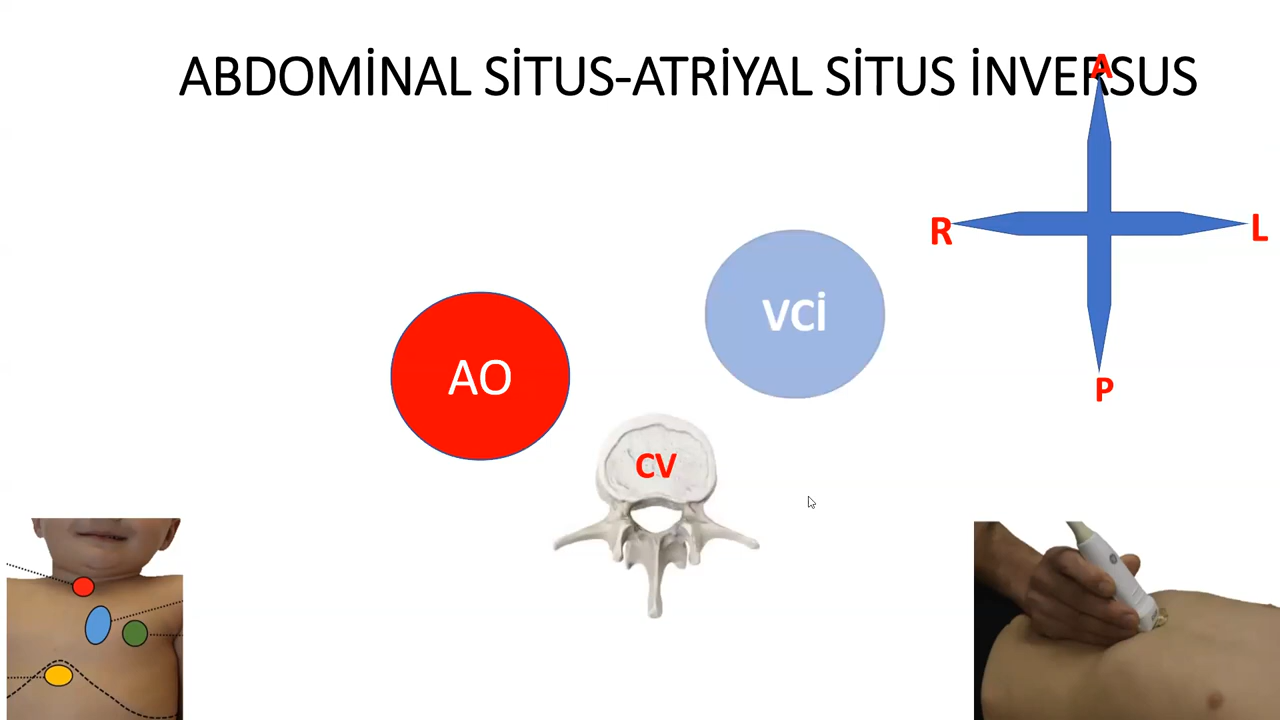 ABDOMİNAL SİTUS-ATRİYAL SİTUS İNVERSUS
A
R
L
VCİ
AO
P
CV